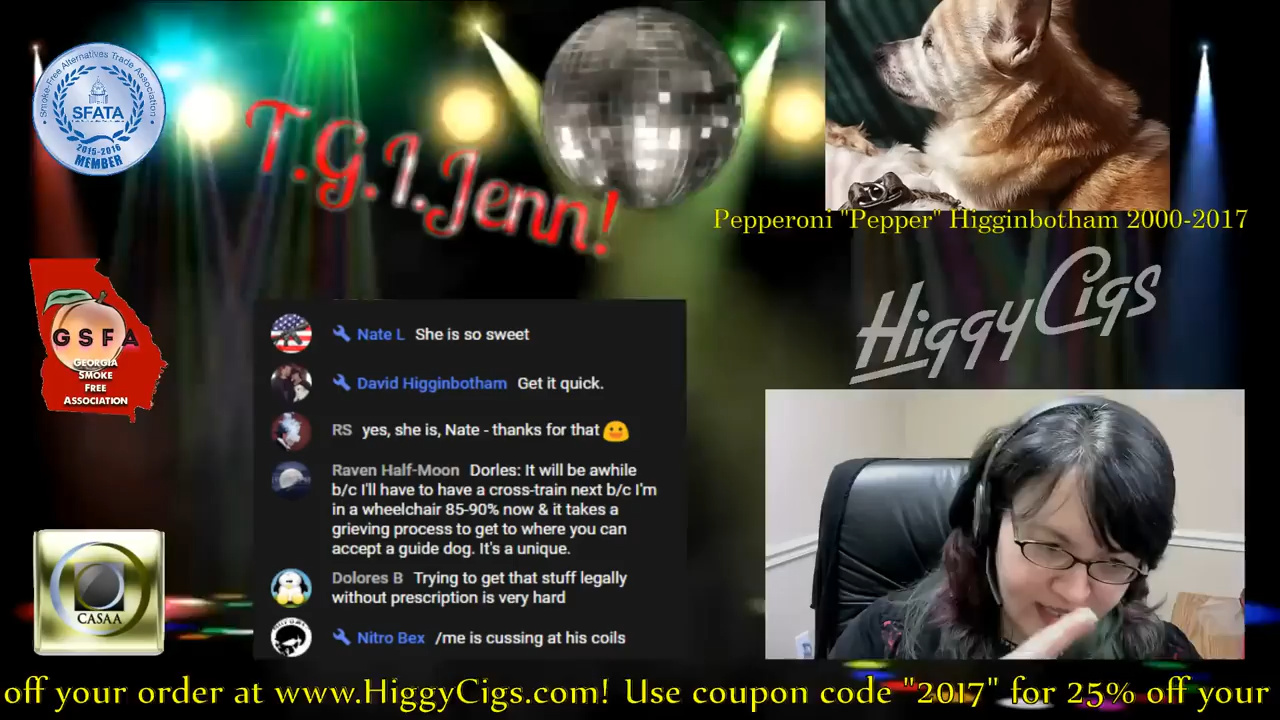 Smoke-Free Alternatives Trade Association
SFATA
2015-2016
MEMBER
T.G.I.Jenn!
Pepperoni "Pepper" Higginbotham 2000-2017
HiggyCigs
GSFA
GEORGIA
SMOKE
FREE
ASSOCIATION
CASAA
Nate L She is so sweet
David Higginbotham Get it quick.
RS yes, she is, Nate - thanks for that
Raven Half-Moon Dorles: It will be awhile
b/c I'll have to have a cross-train next b/c I'm
in a wheelchair 85-90% now & it takes a
grieving process to get to where you can
accept a guide dog. It's a unique.
Dolores B Trying to get that stuff legally
without prescription is very hard
Nitro Bex /me is cussing at his coils
off your order at www.HiggyCigs.com! Use coupon code "2017" for 25% off your